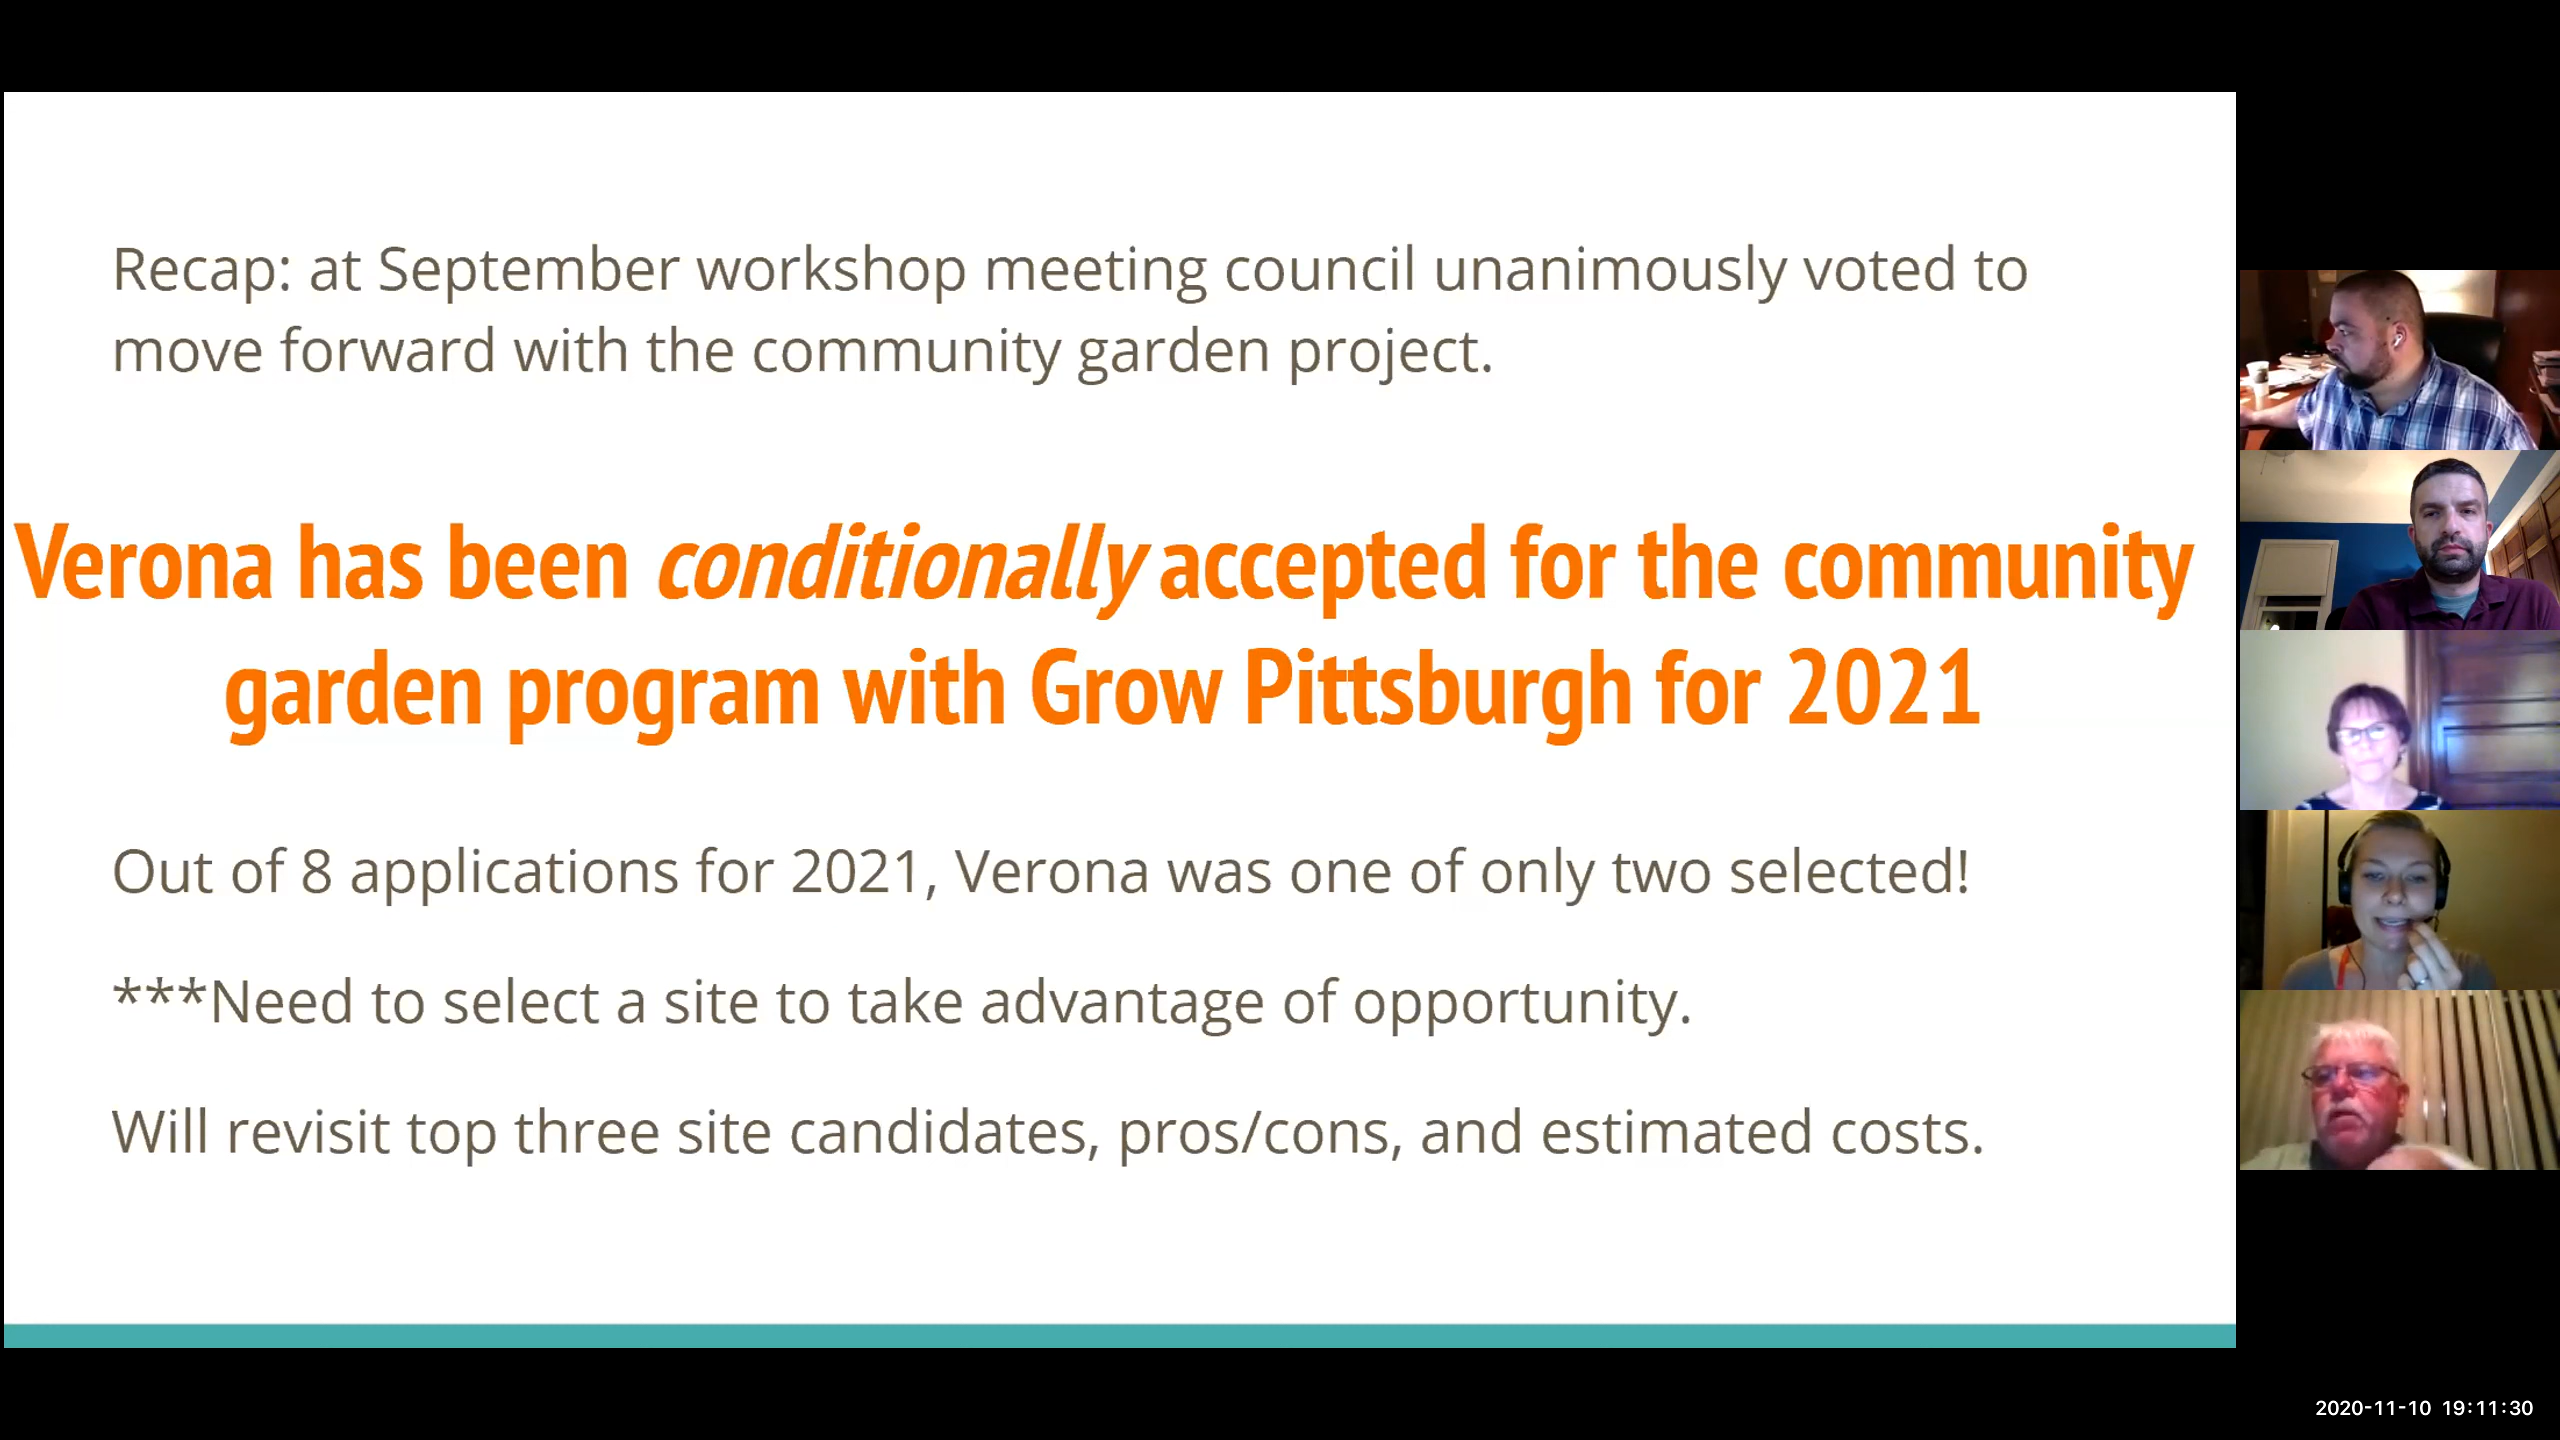 Recap: at September workshop meeting council unanimously voted to
move forward with the community garden project.
Verona has been conditionally accepted for the community
garden program with Grow Pittsburgh for 2021
Out of 8 applications for 2021, Verona was one of only two selected!
***Need to select a site to take advantage of opportunity.
Will revisit top three site candidates, pros/cons, and estimated costs.
2020-11-10 19:11:30